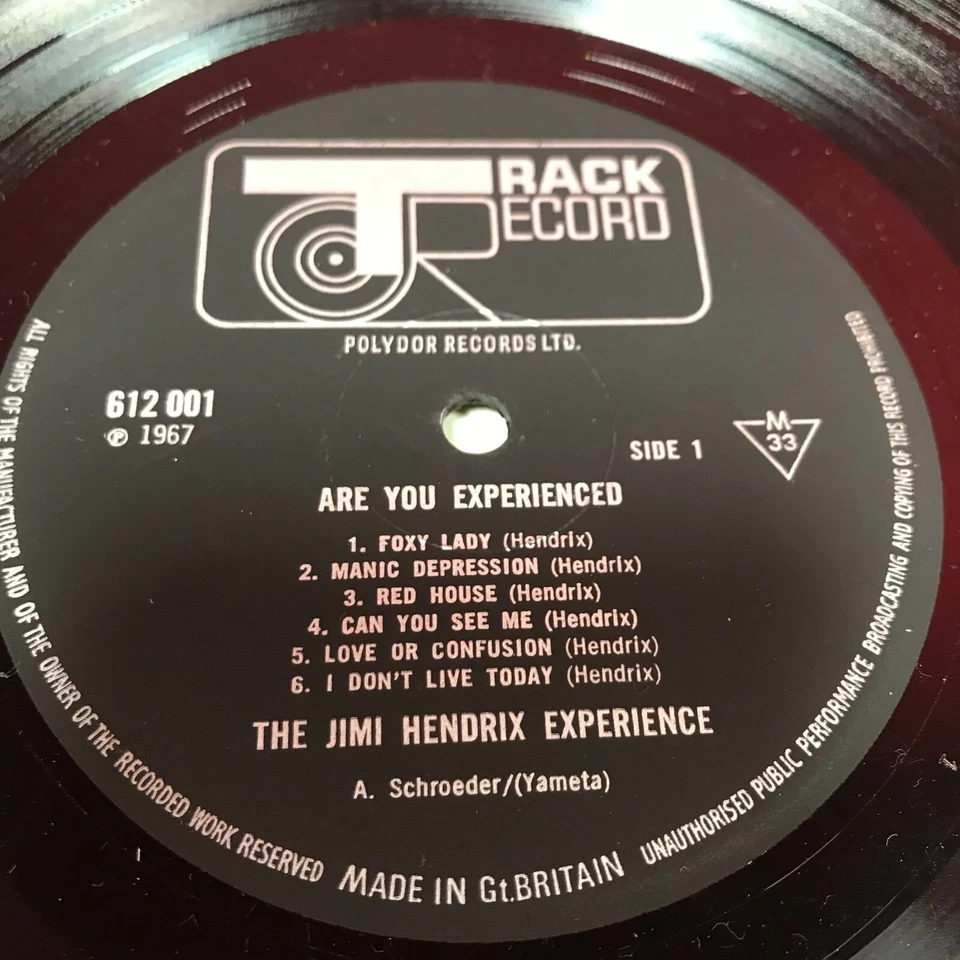 TRACK
RECORD
POLYDOR RECORDS LTD.
612 001
℗ 1967
SIDE 1
M
33
ARE YOU EXPERIENCED
1. FOXY LADY (Hendrix)
2. MANIC DEPRESSION (Hendrix)
3. RED HOUSE (Hendrix)
4. CAN YOU SEE ME (Hendrix)
5. LOVE OR CONFUSION (Hendrix)
6. I DON'T LIVE TODAY (Hendrix)
THE JIMI HENDRIX EXPERIENCE
A. Schroeder/(Yameta)
ALL RIGHTS OF THE MANUFACTURER AND OF THE OWNER OF THE RECORDED WORK RESERVED
MADE IN Gt.BRITAIN
UNAUTHORISED PUBLIC PERFORMANCE BROADCASTING AND COPYING OF THIS RECORD PROHIBITED